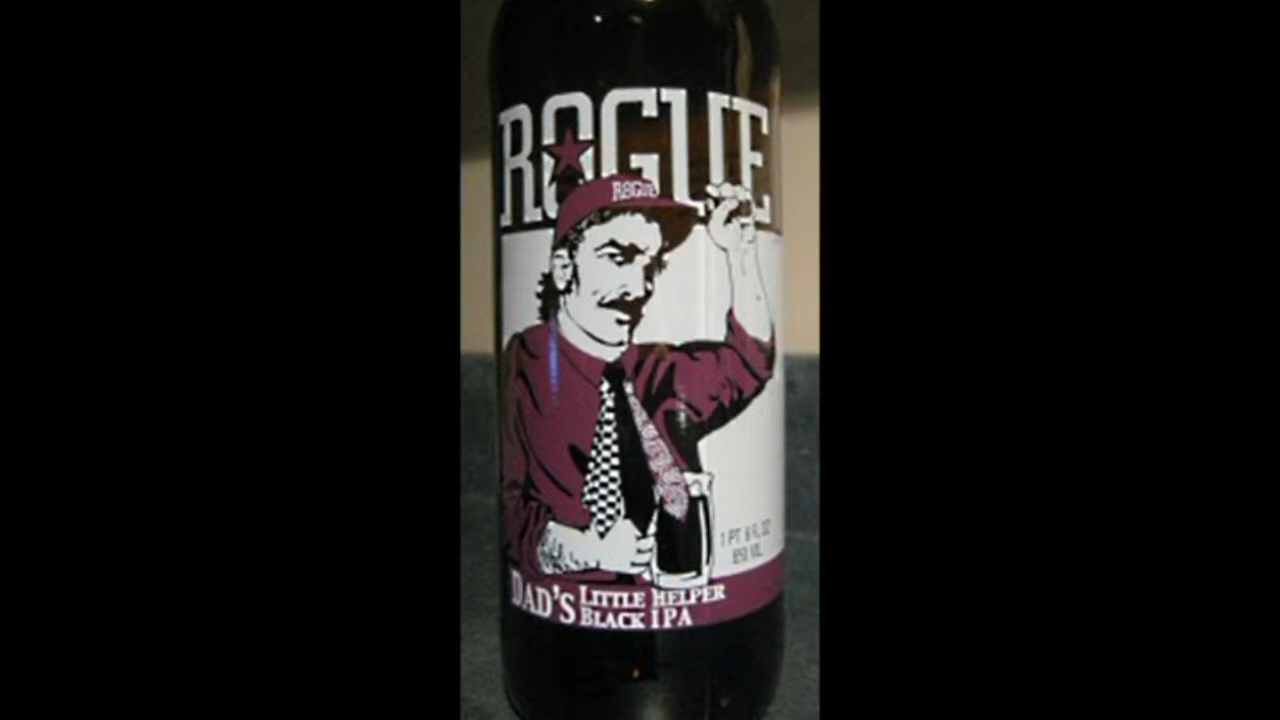 ROGUE
ROGUE
1 PT 6 FL OZ
650 ML
DAD'S LITTLE HELPER
BLACK IPA